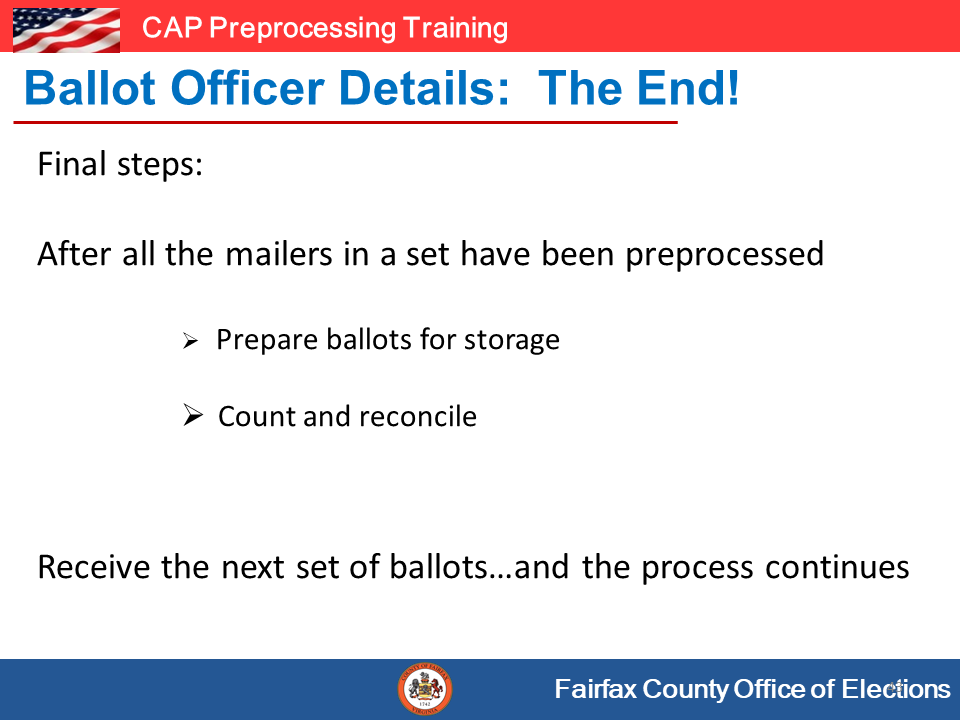 CAP Preprocessing Training
Ballot Officer Details:  The End!
Final steps:
After all the mailers in a set have been preprocessed
Prepare ballots for storage
Count and reconcile
Receive the next set of ballots…and the process continues
1742
Fairfax County Office of Elections